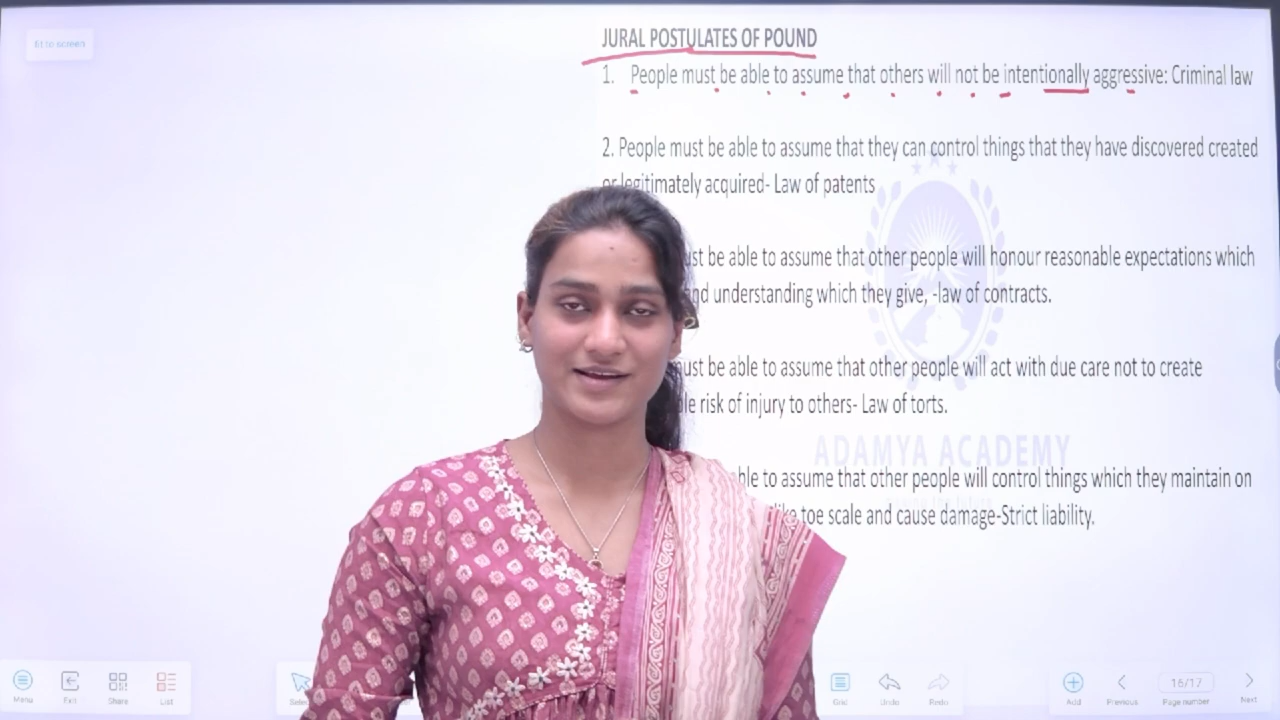 fit to screen
JURAL POSTULATES OF POUND
1. People must be able to assume that others will not be intentionally aggressive: Criminal law
2. People must be able to assume that they can control things that they have discovered created
or legitimately acquired- Law of patents
be able to assume that other people will honour reasonable expectations which
understanding which they give, -law of contracts.
must be able to assume that other people will act with due care not to create
risk of injury to others- Law of torts.
ADAMYA ACADEMY
to assume that other people will control things which they maintain on
toe scale and cause damage-Strict liability.
Menu Exit Share List Select Grid Undo Redo Add Previous 16/17 Page number Next